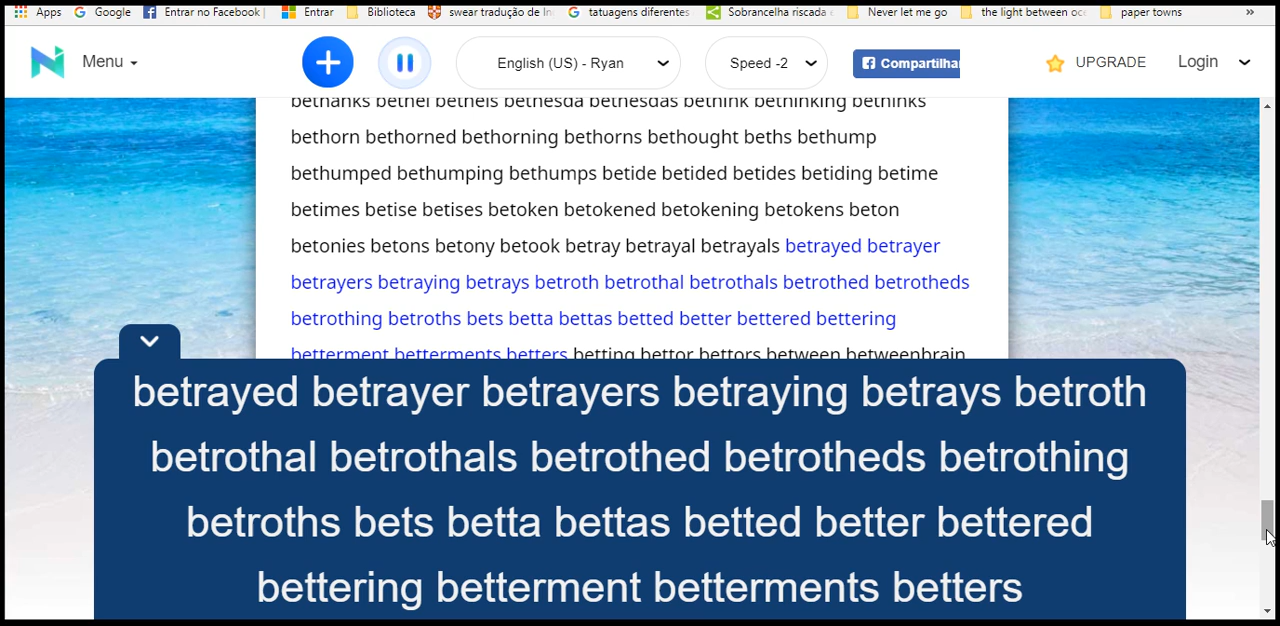 Apps Google Entrar no Facebook | Entrar Biblioteca swear tradução de In tatuagens diferentes Sobrancelha riscada Never let me go the light between oc paper towns »
Menu English (US) - Ryan Speed -2 Compartilha UPGRADE Login
bethanks bethel bethels bethesda bethesdas bethink bethinking bethinks
bethorn bethorned bethorning bethorns bethought beths bethump
bethumped bethumping bethumps betide betided betides betiding betime
betimes betise betises betoken betokened betokening betokens beton
betonies betons betony betook betray betrayal betrayals betrayed betrayer
betrayers betraying betrays betroth betrothal betrothals betrothed betrotheds
betrothing betroths bets betta bettas betted better bettered bettering
betterment betterments betters betting bettor bettors between betweenbrain
betrayed betrayer betrayers betraying betrays betroth
betrothal betrothals betrothed betrotheds betrothing
betroths bets betta bettas betted better bettered
bettering betterment betterments betters